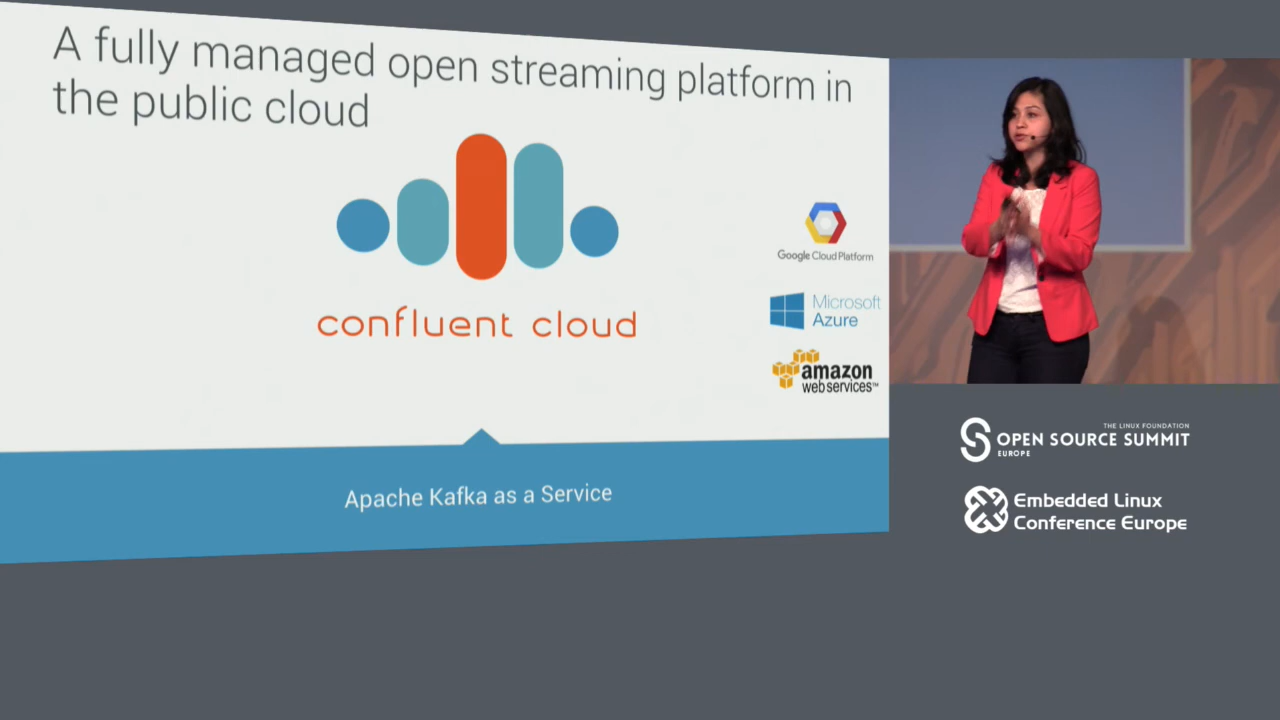 A fully managed open streaming platform in
the public cloud
confluent cloud
Google Cloud Platform
Microsoft
Azure
amazon
web services™
Apache Kafka as a Service
THE LINUX FOUNDATION
OPEN SOURCE SUMMIT
EUROPE
Embedded Linux
Conference Europe